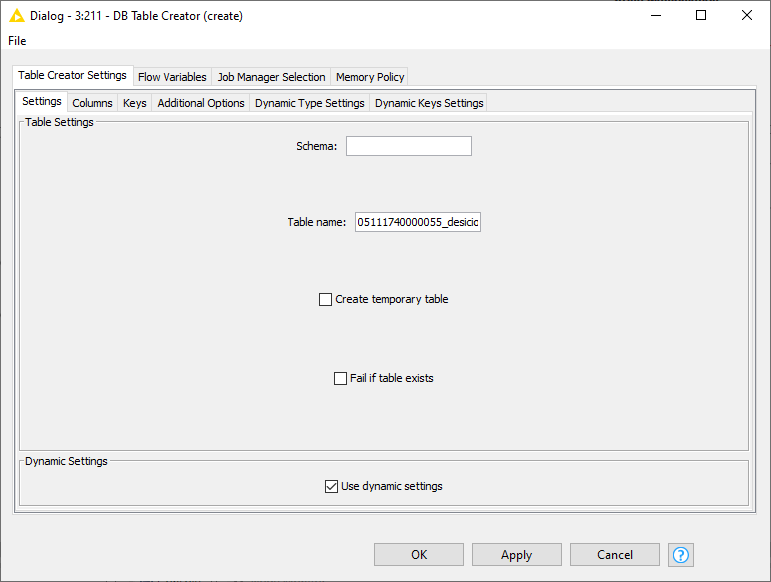 Dialog - 3:211 - DB Table Creator (create)
File
Table Creator Settings Flow Variables Job Manager Selection Memory Policy
Settings Columns Keys Additional Options Dynamic Type Settings Dynamic Keys Settings
Table Settings
Schema:
Table name: 05111740000055_desicic
Create temporary table
Fail if table exists
Dynamic Settings
Use dynamic settings
OK Apply Cancel ?